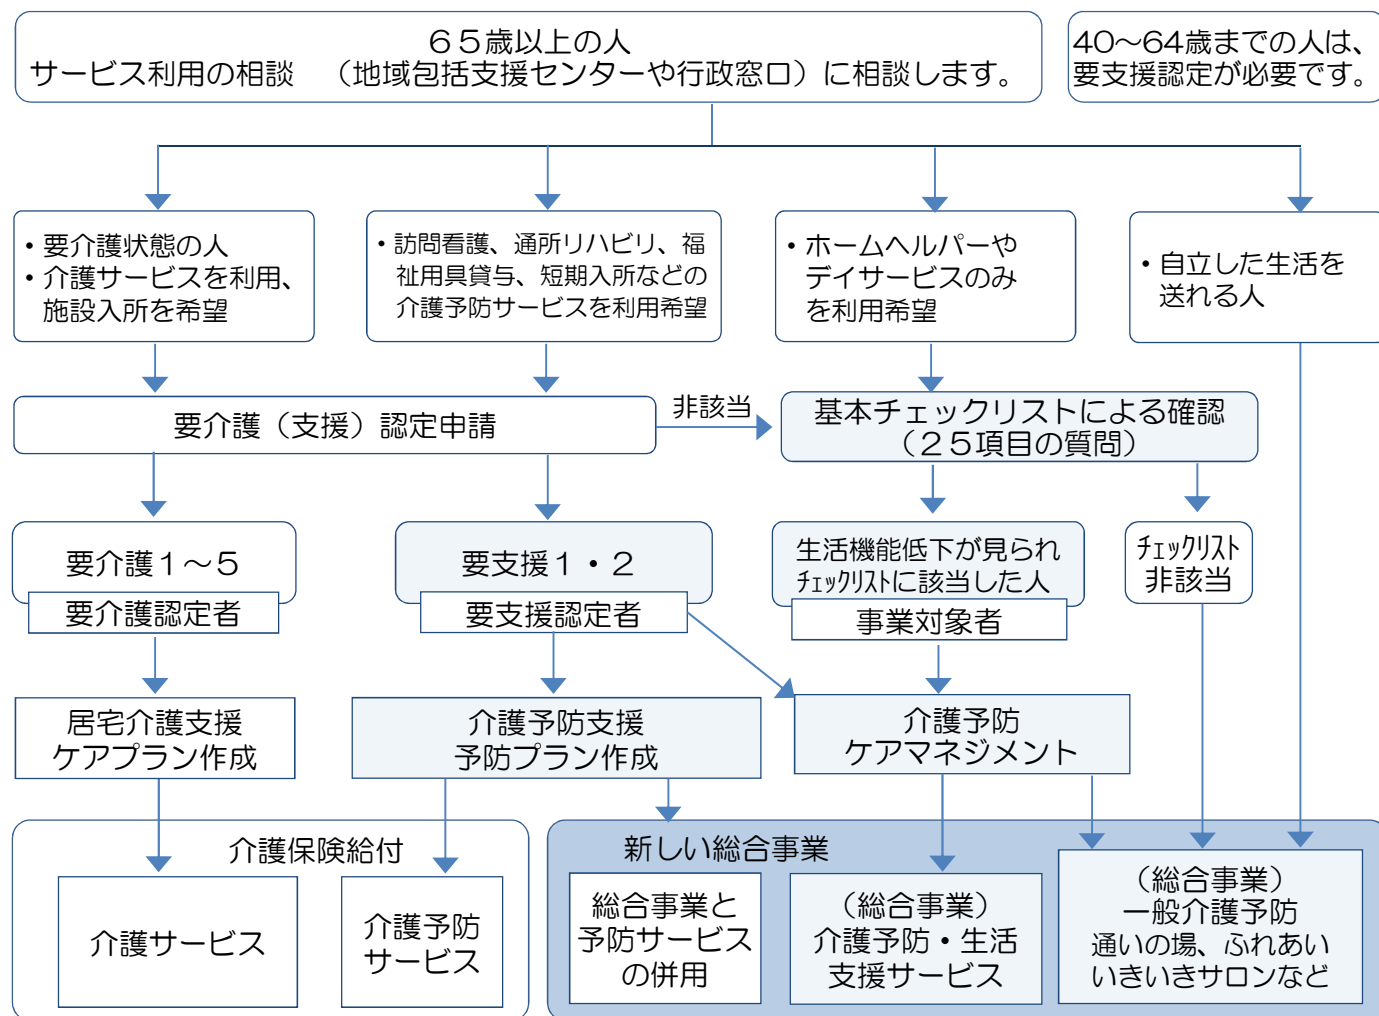 ６５歳以上の人
サービス利用の相談　（地域包括支援センターや行政窓口）に相談します。
40～64歳までの人は、
要支援認定が必要です。
・要介護状態の人
・介護サービスを利用、
施設入所を希望
・訪問看護、通所リハビリ、福
祉用具貸与、短期入所などの
介護予防サービスを利用希望
・ホームヘルパーや
デイサービスのみ
を利用希望
・自立した生活を
送れる人
要介護（支援）認定申請
非該当
基本チェックリストによる確認
（２５項目の質問）
要介護１～５
要介護認定者
要支援１・２
要支援認定者
生活機能低下が見られ
ﾁｪｯｸﾘｽﾄに該当した人
事業対象者
ﾁｪｯｸﾘｽﾄ
非該当
居宅介護支援
ケアプラン作成
介護予防支援
予防プラン作成
介護予防
ケアマネジメント
介護保険給付
介護サービス
介護予防
サービス
新しい総合事業
総合事業と
予防サービス
の併用
（総合事業）
介護予防・生活
支援サービス
（総合事業）
一般介護予防
通いの場、ふれあい
いきいきサロンなど